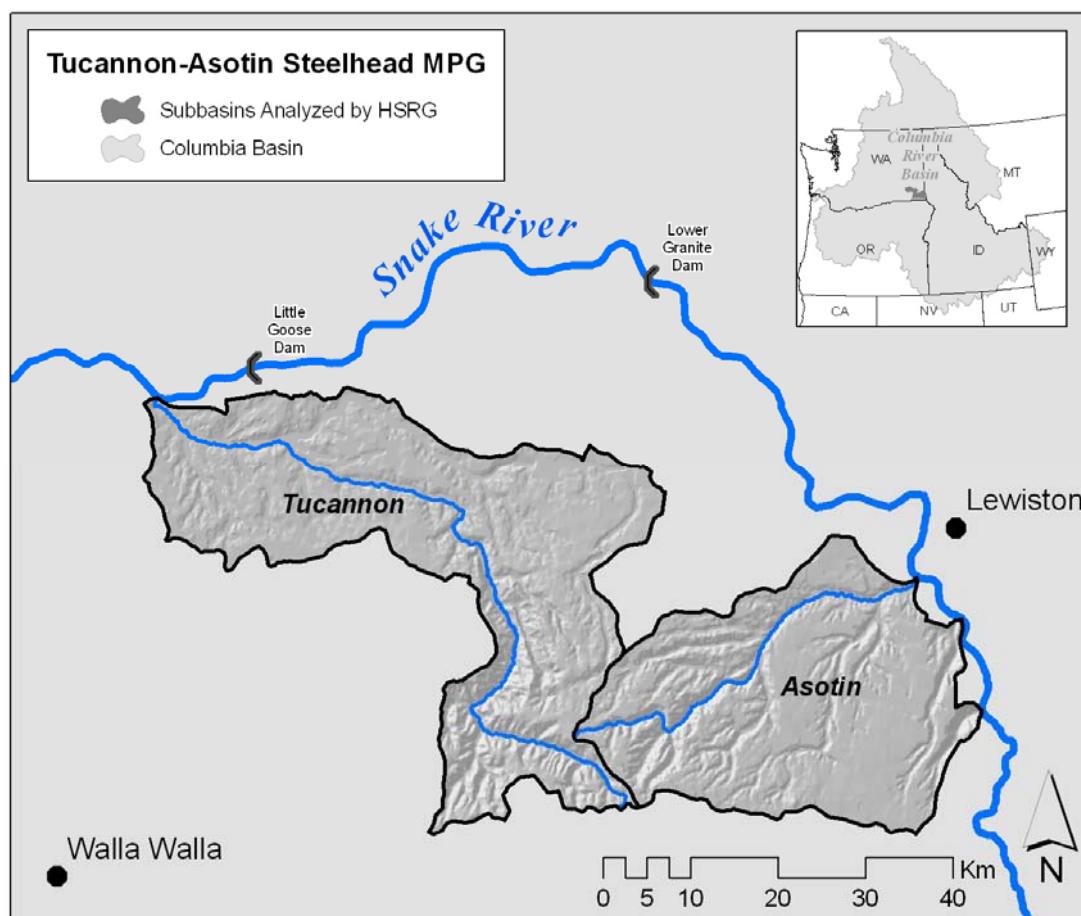 Tucannon-Asotin Steelhead MPG
Subbasins Analyzed by HSRG
Columbia Basin
Columbia
River
Basin
WA
MT
OR
ID
WY
CA
NV
UT
Snake River
Lower
Granite
Dam
Little
Goose
Dam
Lewiston
Tucannon
Asotin
Walla Walla
Km
0 5 10 20 30 40
N